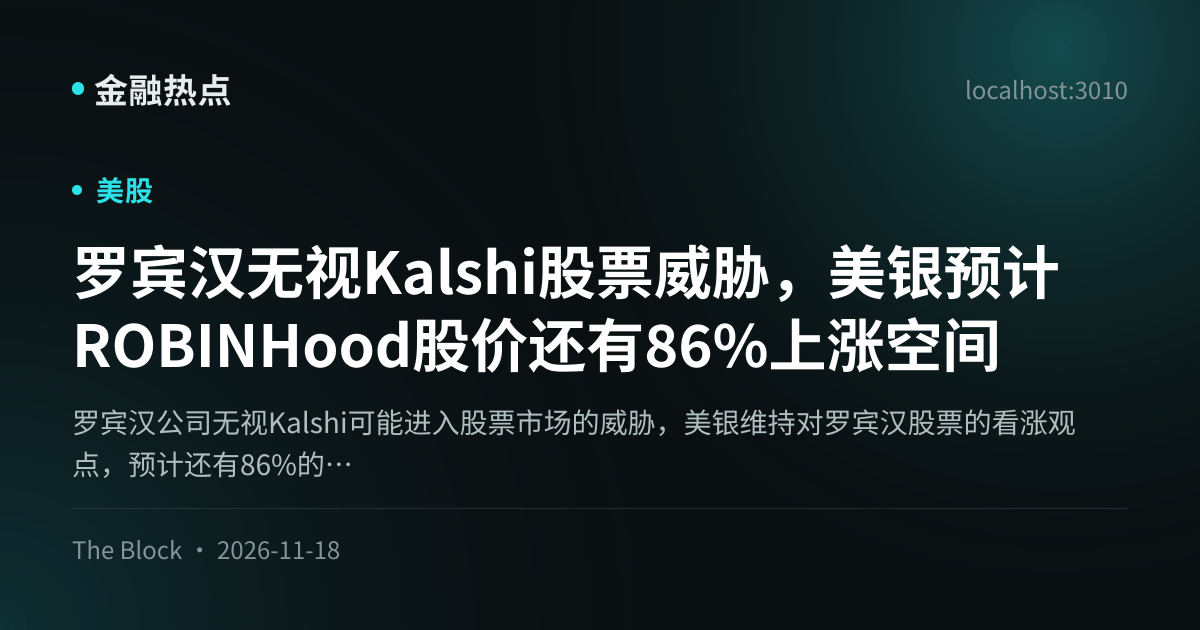 金融热点
localhost:3010
美股
罗宾汉无视Kalshi股票威胁，美银预计
ROBINHood股价还有86%上涨空间
罗宾汉公司无视Kalshi可能进入股票市场的威胁，美银维持对罗宾汉股票的看涨观
点，预计还有86%的…
The Block · 2026-11-18